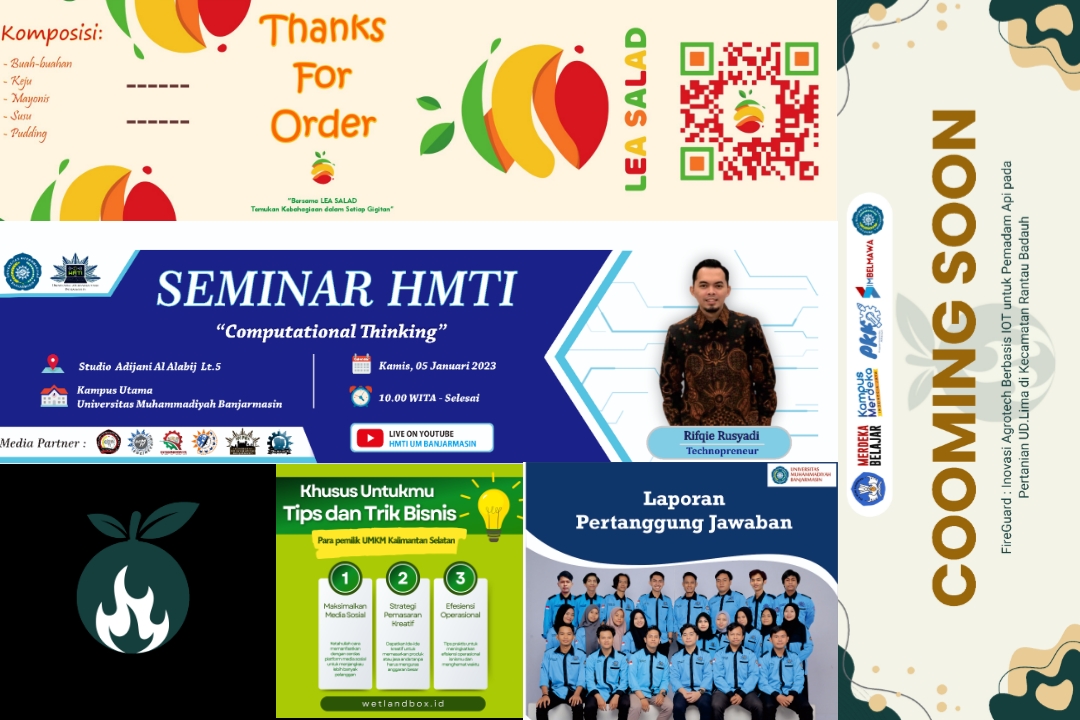 Komposisi:
- Buah-buahan
- Keju
- Mayonis
- Susu
- Pudding
Thanks
For
Order
"Bersama LEA SALAD
Temukan Kebahagiaan dalam Setiap Gigitan"
LEA SALAD
SEMINAR HMTI
"Computational Thinking"
Studio Adijani Al Alabij Lt.5
Kampus Utama
Universitas Muhammadiyah Banjarmasin
Kamis, 05 Januari 2023
10.00 WITA - Selesai
Media Partner :
LIVE ON YOUTUBE
HMTI UM BANJARMASIN
Rifqie Rusyadi
Technopreneur
Khusus Untukmu
Tips dan Trik Bisnis
Para pemilik UMKM Kalimantan Selatan
1
Maksimalkan
Media Sosial
2
Strategi
Pemasaran
Kreatif
3
Efesiensi
Operasional
wetlandbox.id
UNIVERSITAS
MUHAMMADIYAH
BANJARMASIN
Laporan
Pertanggung Jawaban
MERDEKA
BELAJAR
Kampus
Merdeka
PKM
SIMBELMAWA
COOMING SOON
FireGuard : Inovasi Agrotech Berbasis IOT untuk Pemadam Api pada
Pertanian UD.Lima di Kecamatan Rantau Badauh